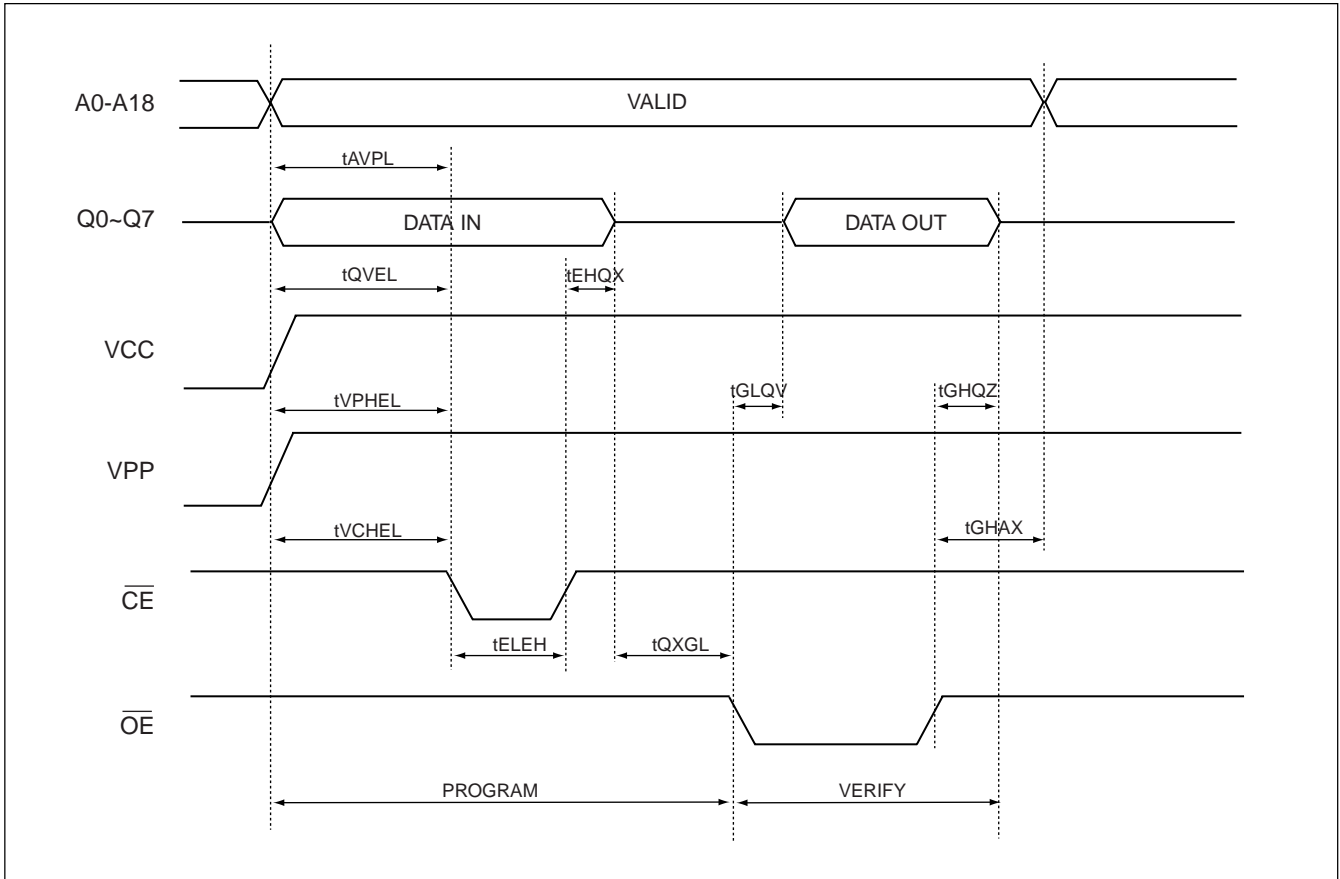 A0-A18
VALID
tAVPL
Q0~Q7
DATA IN
DATA OUT
tQVEL
tEHQX
VCC
tVPHEL
tGLQV
tGHQZ
VPP
tVCHEL
tGHAX
CE
tELEH
tQXGL
OE
PROGRAM
VERIFY